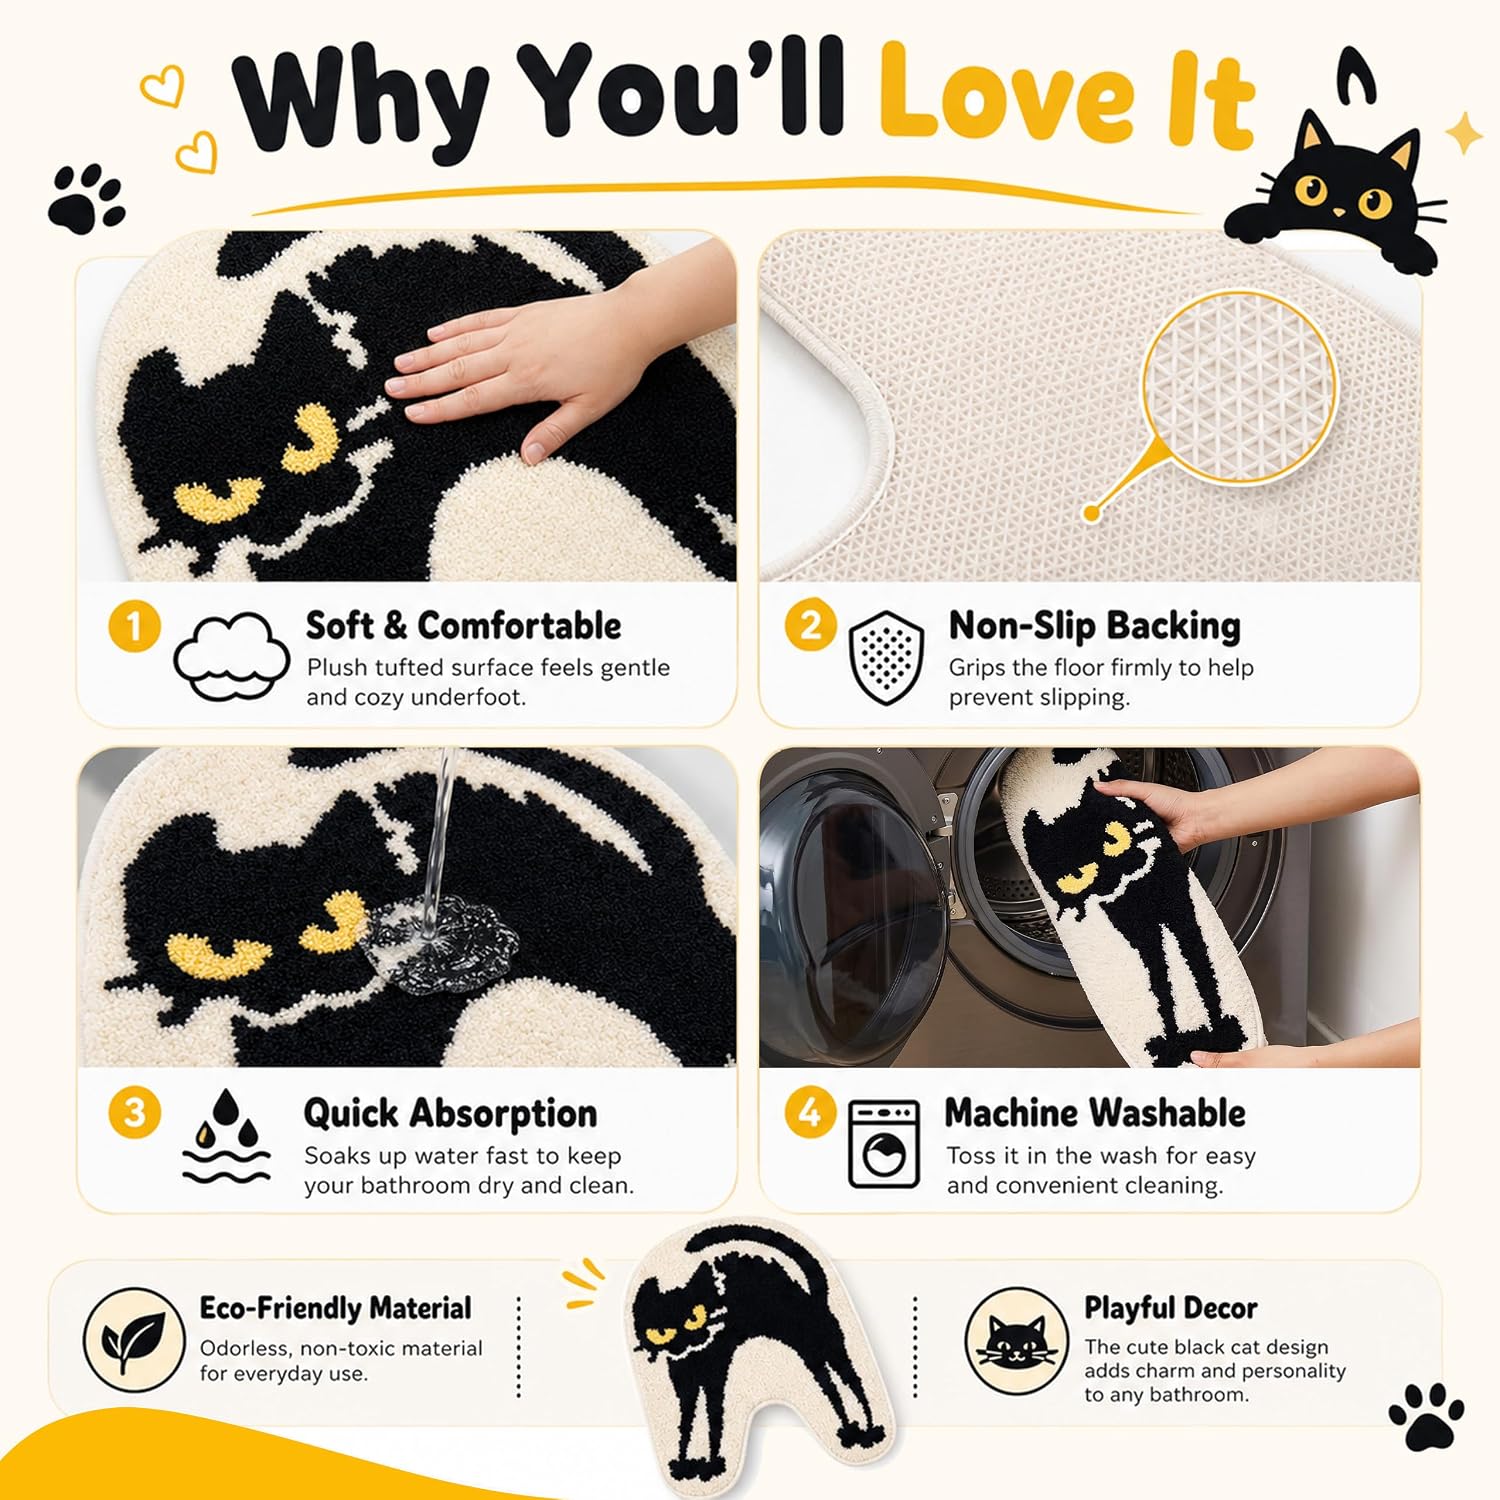 Why You'll Love It
1
Soft & Comfortable
Plush tufted surface feels gentle
and cozy underfoot.
2
Non-Slip Backing
Grips the floor firmly to help
prevent slipping.
3
Quick Absorption
Soaks up water fast to keep
your bathroom dry and clean.
4
Machine Washable
Toss it in the wash for easy
and convenient cleaning.
Eco-Friendly Material
Odorless, non-toxic material
for everyday use.
Playful Decor
The cute black cat design
adds charm and personality
to any bathroom.